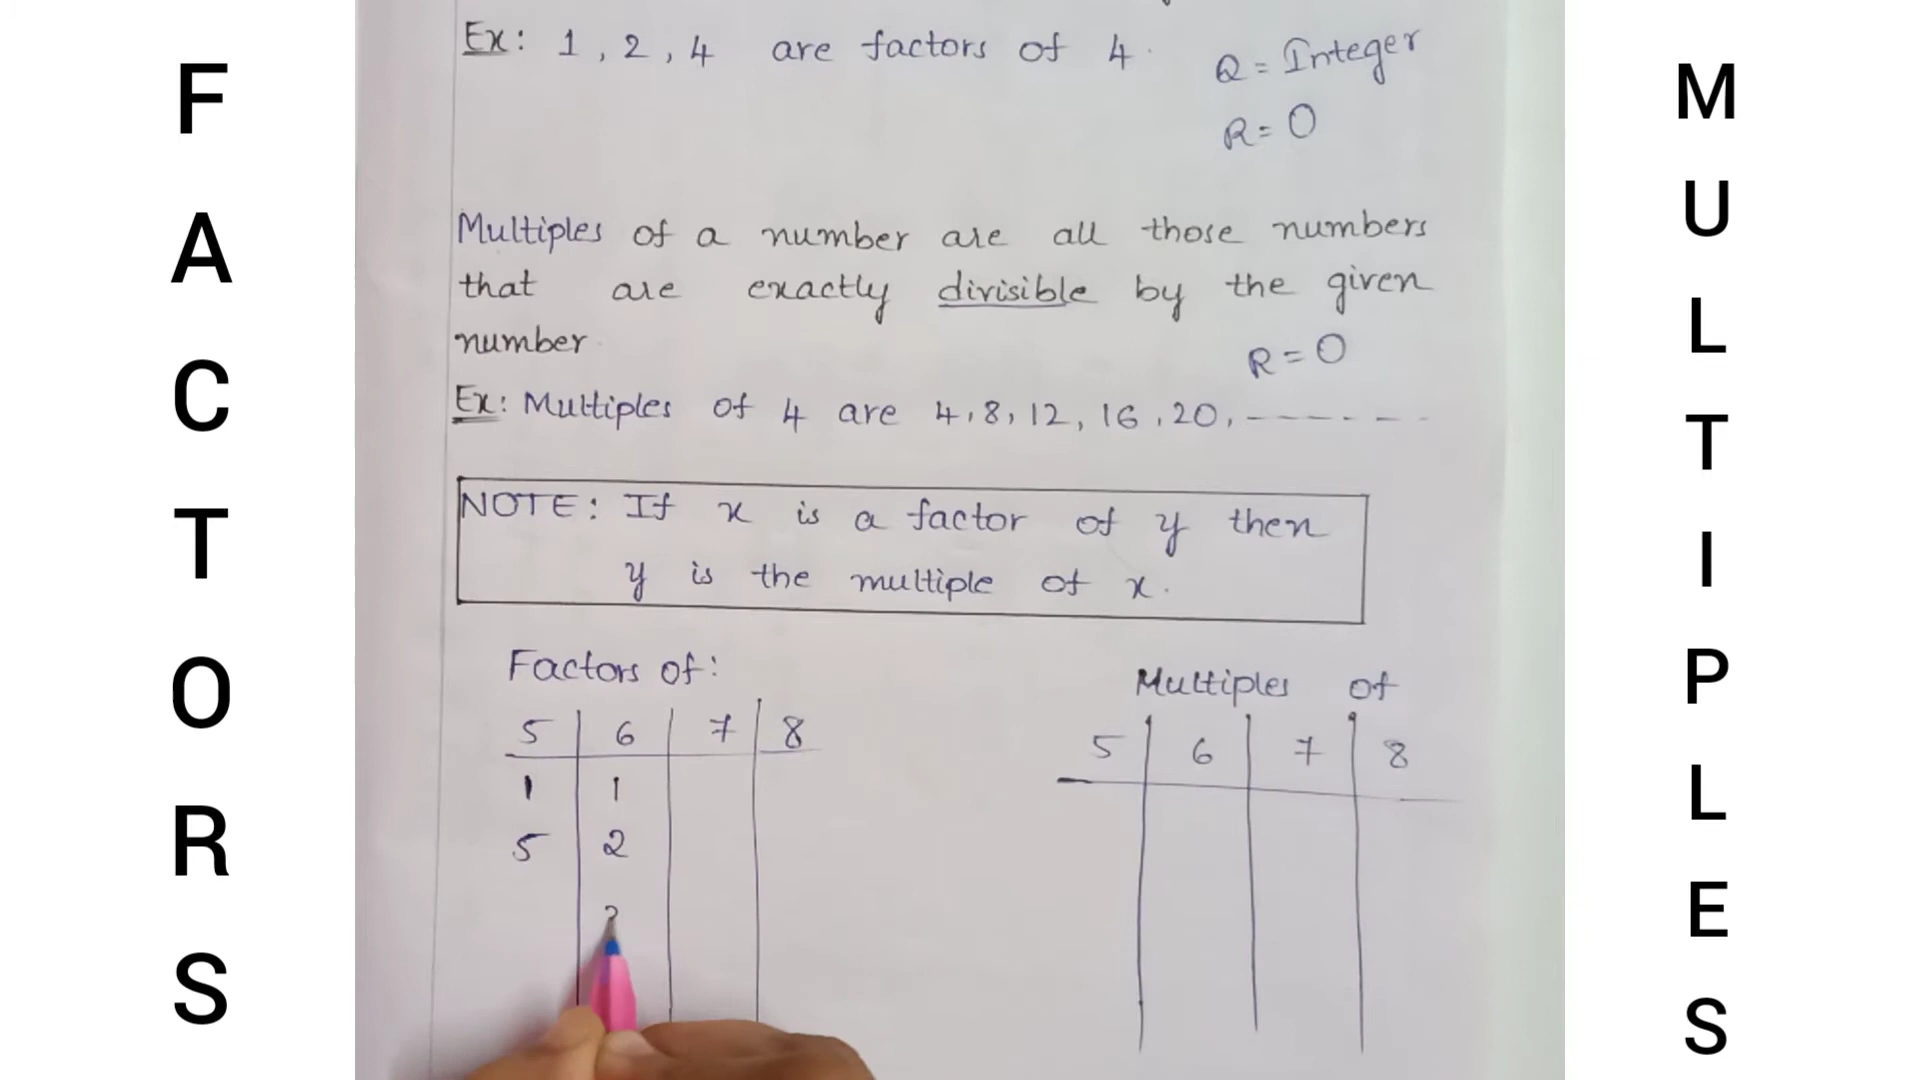 FACTORS
Ex: 1, 2, 4 are factors of 4.
Q = Integer
R = 0
Multiples of a number are all those numbers
that are exactly divisible by the given
number
R = 0
Ex: Multiples of 4 are 4, 8, 12, 16, 20, -------
NOTE: If x is a factor of y then
y is the multiple of x.
Factors of:
5 6 7 8
1 1
5 2
Multiples of
5 6 7 8
MULTIPLES